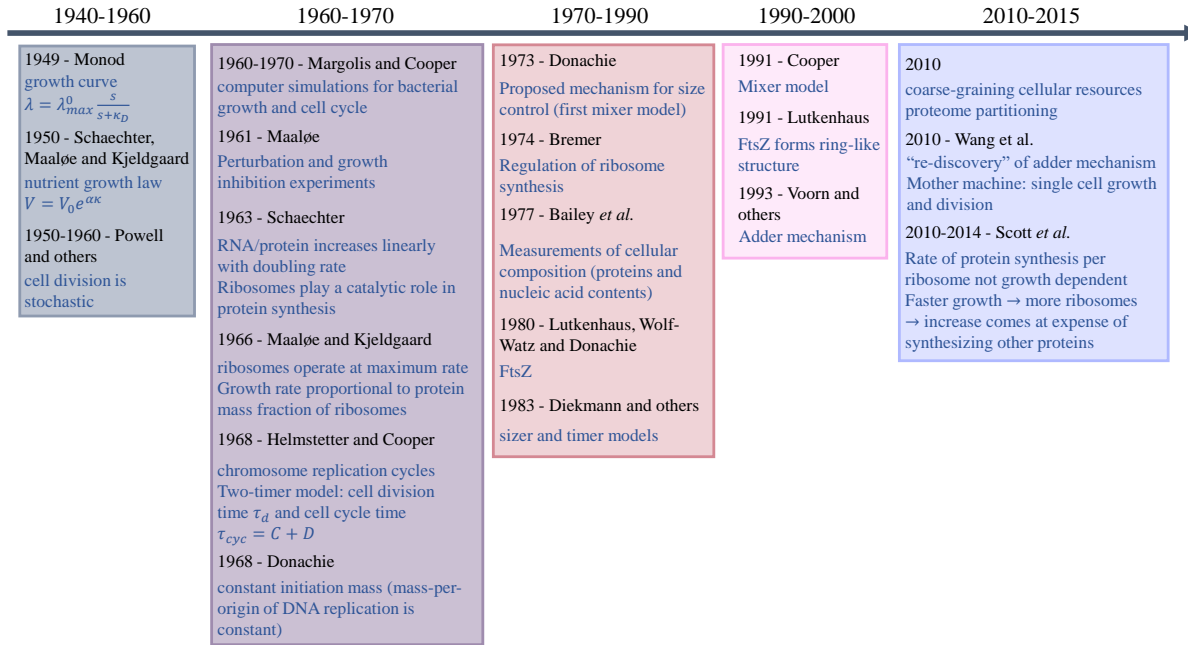 1940-1960
1960-1970
1970-1990
1990-2000
2010-2015
1949 - Monod
growth curve
λ = λ⁰ₘₐₓ s/(s+κ_D)
1950 - Schaechter,
Maaløe and Kjeldgaard
nutrient growth law
V = V₀e^{ακ}
1950-1960 - Powell
and others
cell division is
stochastic
1960-1970 - Margolis and Cooper
computer simulations for bacterial
growth and cell cycle
1961 - Maaløe
Perturbation and growth
inhibition experiments
1963 - Schaechter
RNA/protein increases linearly
with doubling rate
Ribosomes play a catalytic role in
protein synthesis
1966 - Maaløe and Kjeldgaard
ribosomes operate at maximum rate
Growth rate proportional to protein
mass fraction of ribosomes
1968 - Helmstetter and Cooper
chromosome replication cycles
Two-timer model: cell division
time τ_d and cell cycle time
τ_cyc = C + D
1968 - Donachie
constant initiation mass (mass-per-
origin of DNA replication is
constant)
1973 - Donachie
Proposed mechanism for size
control (first mixer model)
1974 - Bremer
Regulation of ribosome
synthesis
1977 - Bailey et al.
Measurements of cellular
composition (proteins and
nucleic acid contents)
1980 - Lutkenhaus, Wolf-
Watz and Donachie
FtsZ
1983 - Diekmann and others
sizer and timer models
1991 - Cooper
Mixer model
1991 - Lutkenhaus
FtsZ forms ring-like
structure
1993 - Voorn and
others
Adder mechanism
2010
coarse-graining cellular resources
proteome partitioning
2010 - Wang et al.
“re-discovery” of adder mechanism
Mother machine: single cell growth
and division
2010-2014 - Scott et al.
Rate of protein synthesis per
ribosome not growth dependent
Faster growth → more ribosomes
→ increase comes at expense of
synthesizing other proteins